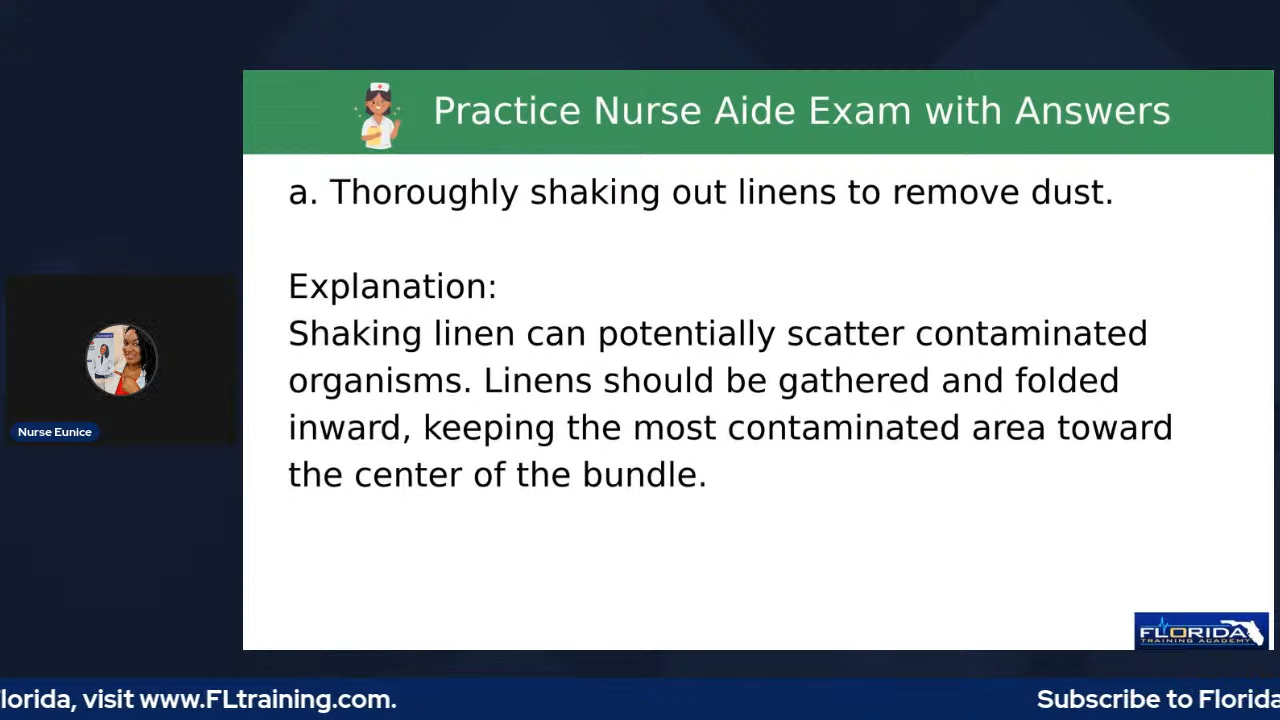 Practice Nurse Aide Exam with Answers
a. Thoroughly shaking out linens to remove dust.
Explanation:
Shaking linen can potentially scatter contaminated
organisms. Linens should be gathered and folded
inward, keeping the most contaminated area toward
the center of the bundle.
Nurse Eunice
FLORIDA
TRAINING ACADEMY
lorida, visit www.FLtraining.com.
Subscribe to Florida